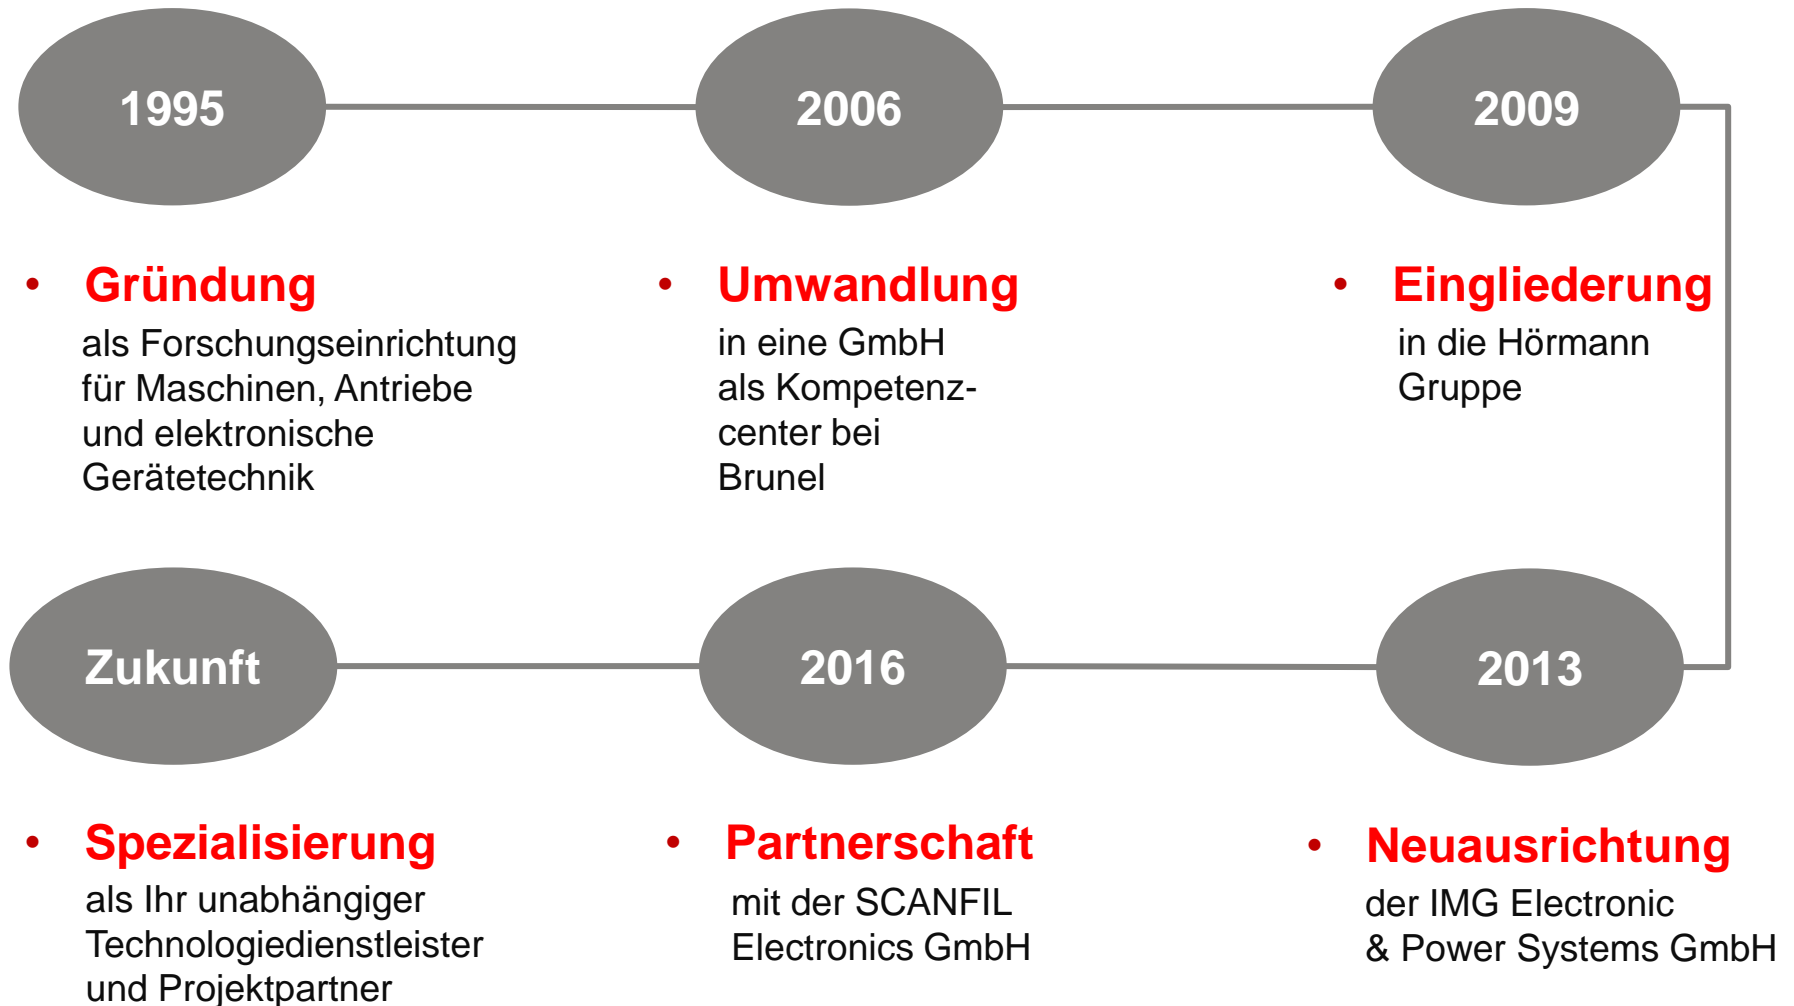 1995
2006
2009
• Gründung
als Forschungseinrichtung
für Maschinen, Antriebe
und elektronische
Gerätetechnik
• Umwandlung
in eine GmbH
als Kompetenz-
center bei
Brunel
• Eingliederung
in die Hörmann
Gruppe
2013
• Neuausrichtung
der IMG Electronic
& Power Systems GmbH
2016
• Partnerschaft
mit der SCANFIL
Electronics GmbH
Zukunft
• Spezialisierung
als Ihr unabhängiger
Technologiedienstleister
und Projektpartner